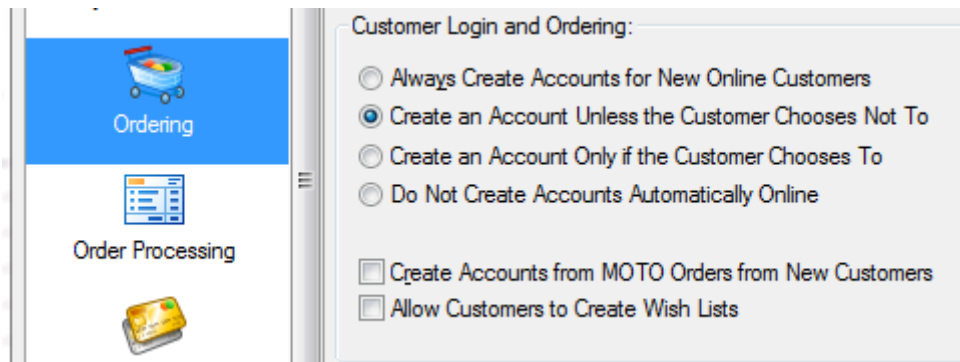 Ordering
Order Processing
Customer Login and Ordering:
Always Create Accounts for New Online Customers
Create an Account Unless the Customer Chooses Not To
Create an Account Only if the Customer Chooses To
Do Not Create Accounts Automatically Online
Create Accounts from MOTO Orders from New Customers
Allow Customers to Create Wish Lists